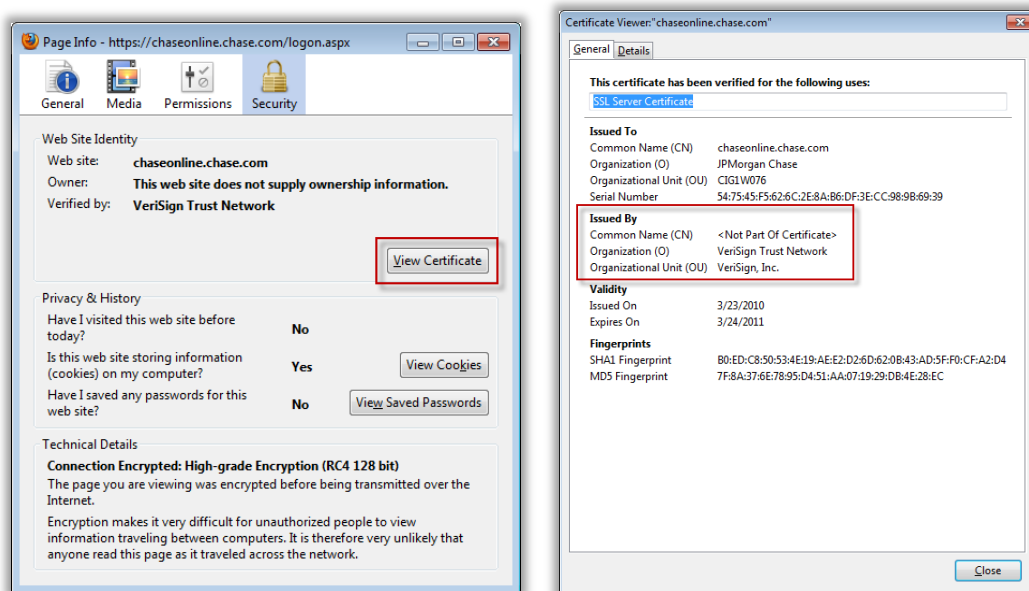 Page Info - https://chaseonline.chase.com/logon.aspx
General Media Permissions Security
Web Site Identity
Web site: chaseonline.chase.com
Owner: This web site does not supply ownership information.
Verified by: VeriSign Trust Network
View Certificate
Privacy & History
Have I visited this web site before
today?
No
Is this web site storing information
(cookies) on my computer?
Yes
View Cookies
Have I saved any passwords for this
web site?
No
View Saved Passwords
Technical Details
Connection Encrypted: High-grade Encryption (RC4 128 bit)
The page you are viewing was encrypted before being transmitted over the
Internet.
Encryption makes it very difficult for unauthorized people to view
information traveling between computers. It is therefore very unlikely that
anyone read this page as it traveled across the network.
Certificate Viewer:"chaseonline.chase.com"
General Details
This certificate has been verified for the following uses:
SSL Server Certificate
Issued To
Common Name (CN) chaseonline.chase.com
Organization (O) JPMorgan Chase
Organizational Unit (OU) CIG1W076
Serial Number 54:75:45:F5:62:6C:2E:8A:B6:DF:3E:CC:98:9B:69:39
Issued By
Common Name (CN) <Not Part Of Certificate>
Organization (O) VeriSign Trust Network
Organizational Unit (OU) VeriSign, Inc.
Validity
Issued On 3/23/2010
Expires On 3/24/2011
Fingerprints
SHA1 Fingerprint B0:ED:C8:50:53:4E:19:AE:E2:D2:6D:62:0B:43:AD:5F:F0:CF:A2:D4
MD5 Fingerprint 7F:8A:37:6E:78:95:D4:51:AA:07:19:29:DB:4E:28:EC
Close